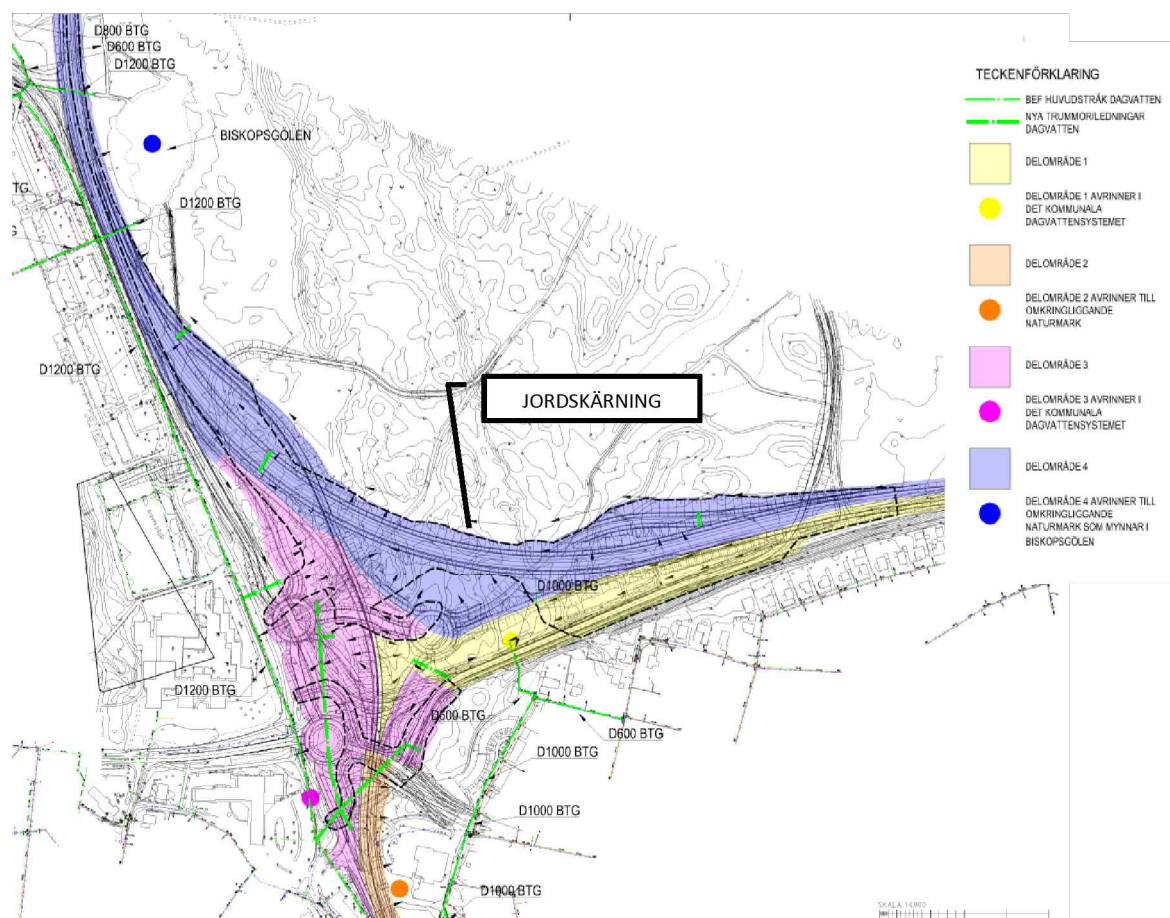 D800 BTG
D600 BTG
D1200 BTG
BISKOPSGÖLEN
TG
D1200 BTG
G
D1200 BTG
JORDSKÄRNING
D1000 BTG
D1200 BTG
D600 BTG
D600 BTG
D1000 BTG
D1000 BTG
D1000 BTG
TECKENFÖRKLARING
BEF HUVUDSTRÅK DAGVATTEN
NYA TRUMMOR/LEDNINGAR
DAGVATTEN
DELOMRÅDE 1
DELOMRÅDE 1 AVRINNER I
DET KOMMUNALA
DAGVATTENSYSTEMET
DELOMRÅDE 2
DELOMRÅDE 2 AVRINNER TILL
OMKRINGLIGGANDE
NATURMARK
DELOMRÅDE 3
DELOMRÅDE 3 AVRINNER I
DET KOMMUNALA
DAGVATTENSYSTEMET
DELOMRÅDE 4
DELOMRÅDE 4 AVRINNER TILL
OMKRINGLIGGANDE
NATURMARK SOM MYNNAR I
BISKOPSGÖLEN
SKALA